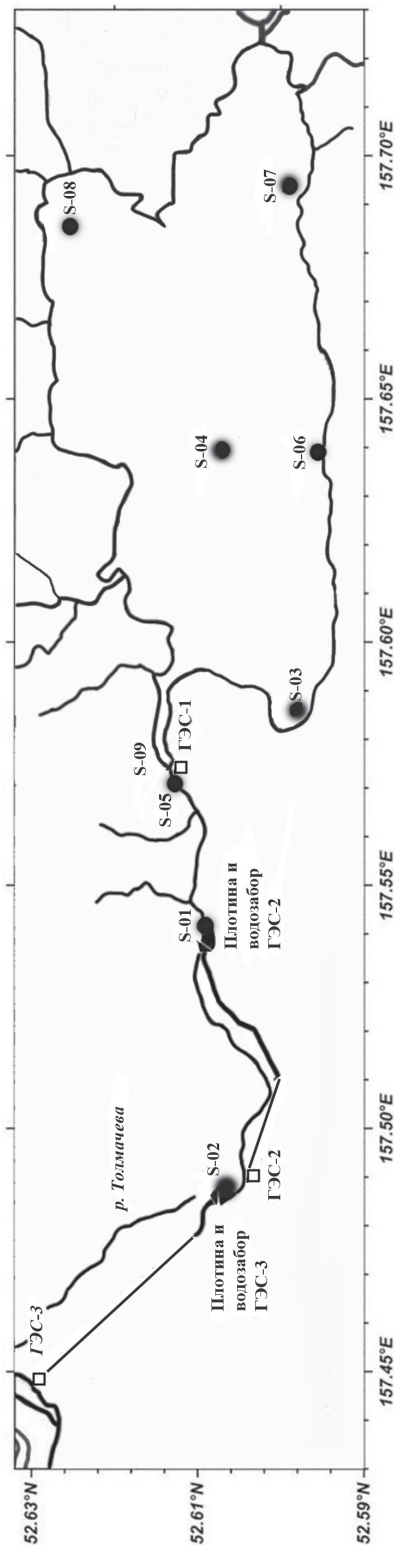 52.63°N
52.61°N
52.59°N
157.45°E
157.50°E
157.55°E
157.60°E
157.65°E
157.70°E
ГЭС-3
р. Толмачева
S-02
Плотина и
водозабор
ГЭС-3
ГЭС-2
S-01
Плотина и
водозабор
ГЭС-2
S-05
S-09
ГЭС-1
S-03
S-04
S-06
S-08
S-07